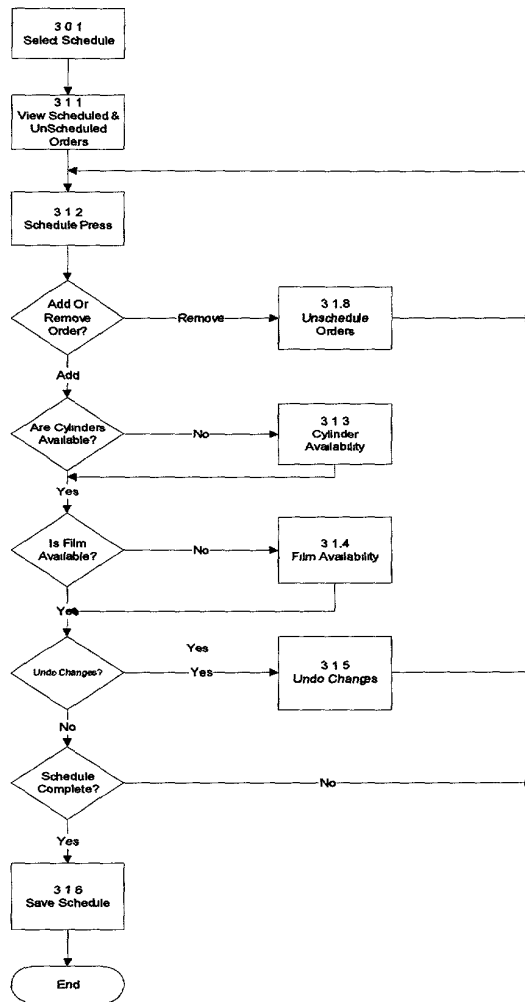 3 0 1
Select Schedule
3 1 1
View Scheduled &
UnScheduled
Orders
3 1 2
Schedule Press
Add Or
Remove
Order?
Remove
3 1.8
Unschedule
Orders
Add
Are Cylinders
Available?
No
3 1 3
Cylinder
Availability
Yes
Is Film
Available?
No
3 1.4
Film Availability
Yes
Yes
Undo Changes?
Yes
3 1 5
Undo Changes
No
Schedule
Complete?
No
Yes
3 1 6
Save Schedule
End